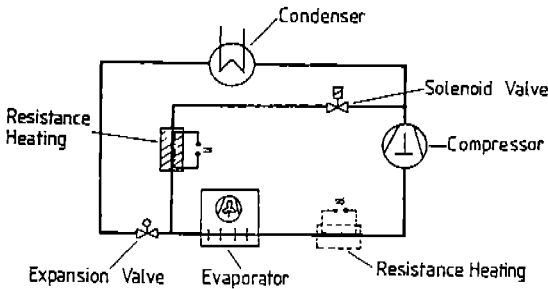 Condenser
Solenoid Valve
Resistance
Heating
Compressor
Expansion Valve
Evaporator
Resistance Heating